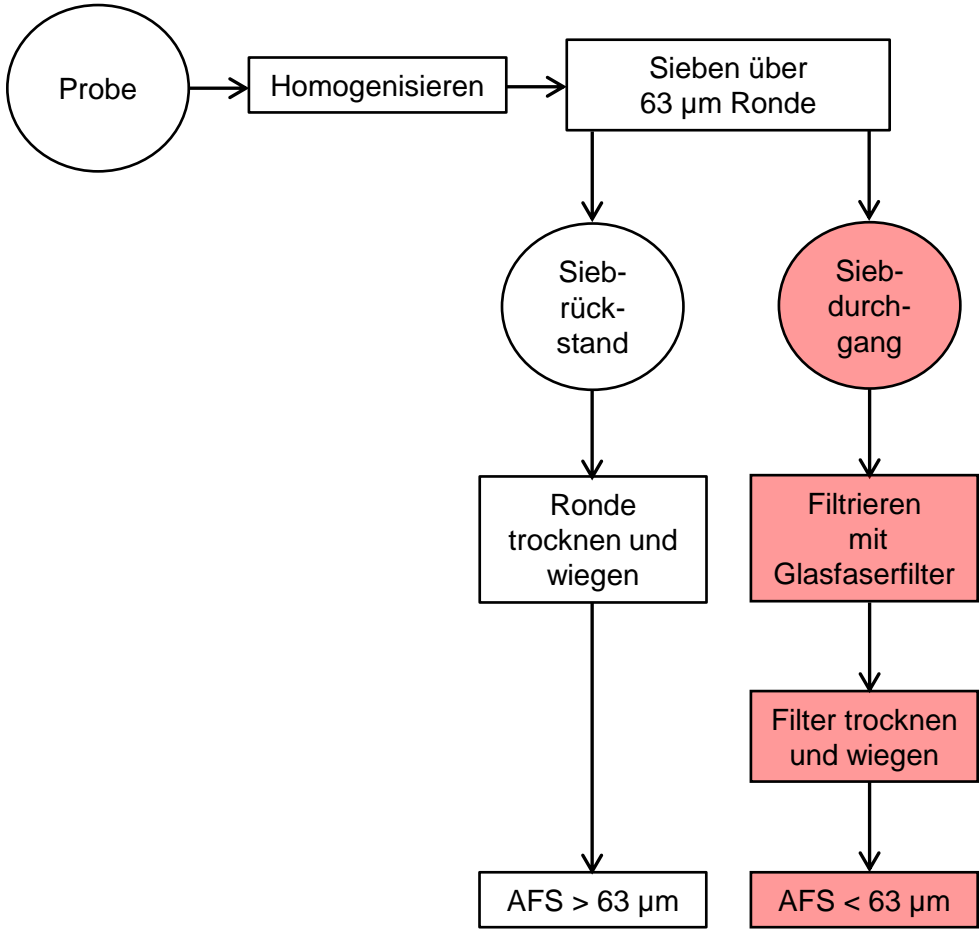 Probe
Homogenisieren
Sieben über
63 µm Ronde
Sieb-
rück-
stand
Sieb-
durch-
gang
Ronde
trocknen und
wiegen
Filtrieren
mit
Glasfaserfilter
Filter trocknen
und wiegen
AFS > 63 µm
AFS < 63 µm